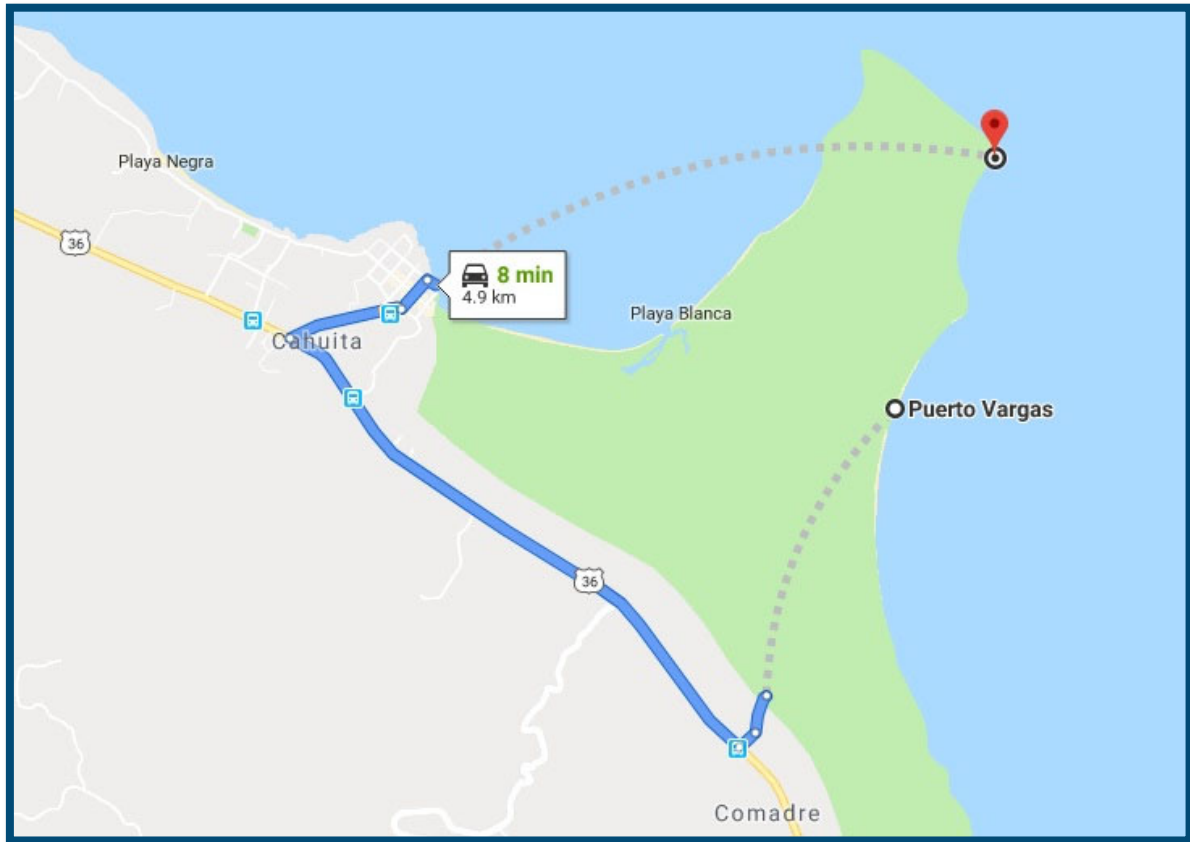 Playa Negra
36
8 min
4.9 km
Playa Blanca
Cahuita
Puerto Vargas
36
Comadre